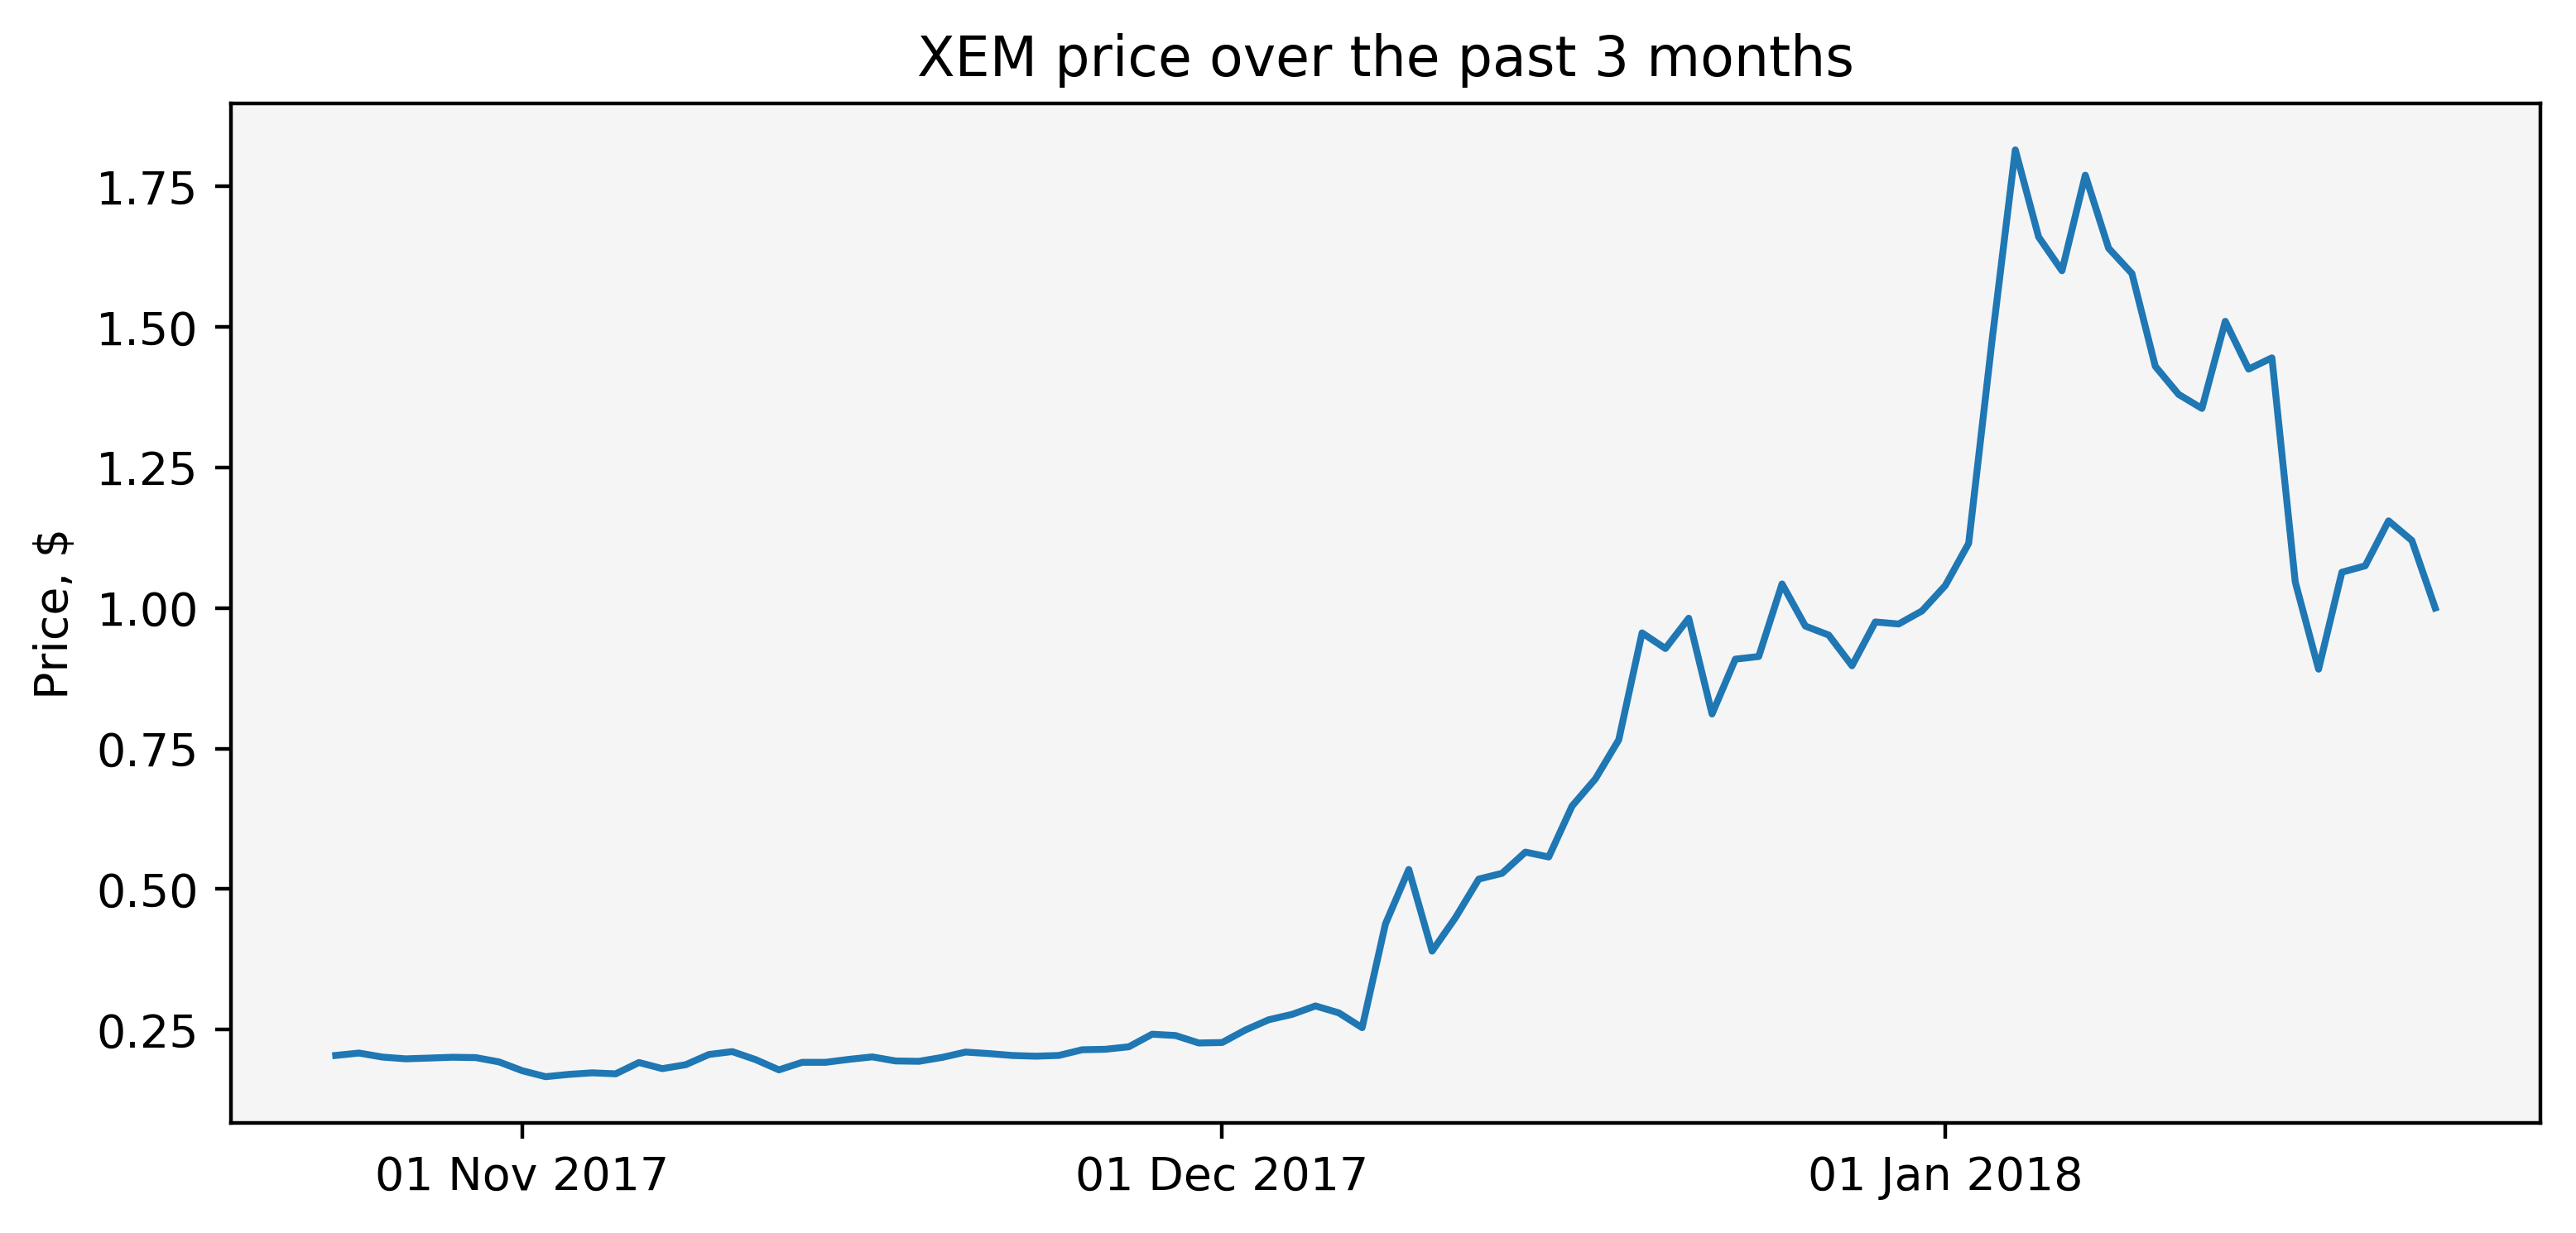 XEM price over the past 3 months
Price, $
1.75
1.50
1.25
1.00
0.75
0.50
0.25
01 Nov 2017
01 Dec 2017
01 Jan 2018